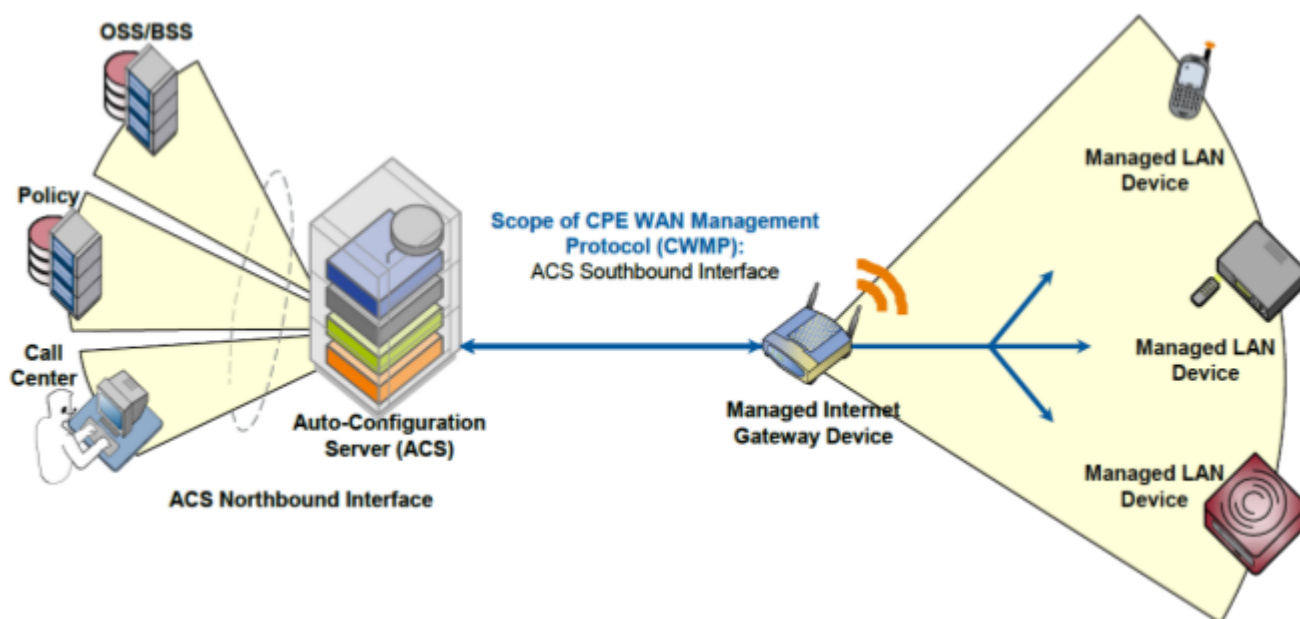 OSS/BSS
Policy
Call
Center
Auto-Configuration
Server (ACS)
ACS Northbound Interface
Scope of CPE WAN Management
Protocol (CWMP):
ACS Southbound Interface
Managed Internet
Gateway Device
Managed LAN
Device
Managed LAN
Device
Managed LAN
Device